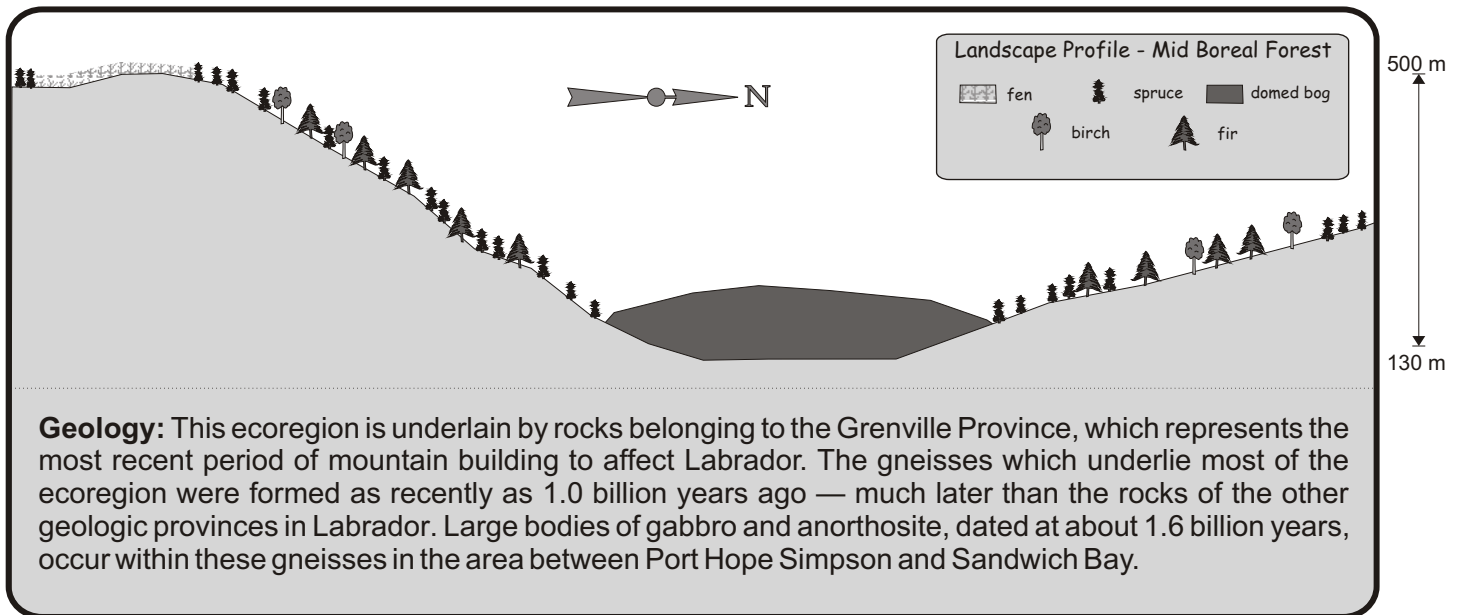 Landscape Profile - Mid Boreal Forest
fen
spruce
domed bog
birch
fir
N
500 m
130 m
Geology: This ecoregion is underlain by rocks belonging to the Grenville Province, which represents the
most recent period of mountain building to affect Labrador. The gneisses which underlie most of the
ecoregion were formed as recently as 1.0 billion years ago — much later than the rocks of the other
geologic provinces in Labrador. Large bodies of gabbro and anorthosite, dated at about 1.6 billion years,
occur within these gneisses in the area between Port Hope Simpson and Sandwich Bay.